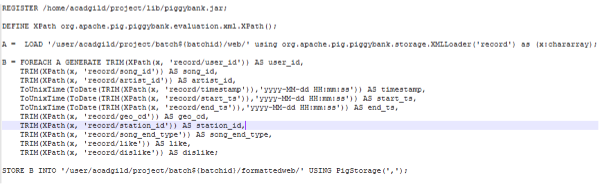 REGISTER /home/acadgild/project/lib/piggybank.jar;
DEFINE XPath org.apache.pig.piggybank.evaluation.xml.XPath();
A = LOAD '/user/acadgild/project/batch${batchid}/web/' using org.apache.pig.piggybank.storage.XMLLoader('record') as (x:chararray);
B = FOREACH A GENERATE TRIM(XPath(x, 'record/user_id')) AS user_id,
TRIM(XPath(x, 'record/song_id')) AS song_id,
TRIM(XPath(x, 'record/artist_id')) AS artist_id,
ToUnixTime(ToDate(TRIM(XPath(x, 'record/timestamp')),'yyyy-MM-dd HH:mm:ss')) AS timestamp,
ToUnixTime(ToDate(TRIM(XPath(x, 'record/start_ts')),'yyyy-MM-dd HH:mm:ss')) AS start_ts,
ToUnixTime(ToDate(TRIM(XPath(x, 'record/end_ts')),'yyyy-MM-dd HH:mm:ss')) AS end_ts,
TRIM(XPath(x, 'record/geo_cd')) AS geo_cd,
TRIM(XPath(x, 'record/station_id')) AS station_id,
TRIM(XPath(x, 'record/song_end_type')) AS song_end_type,
TRIM(XPath(x, 'record/like')) AS like,
TRIM(XPath(x, 'record/dislike')) AS dislike;
STORE B INTO '/user/acadgild/project/batch${batchid}/formattedweb/' USING PigStorage(',');